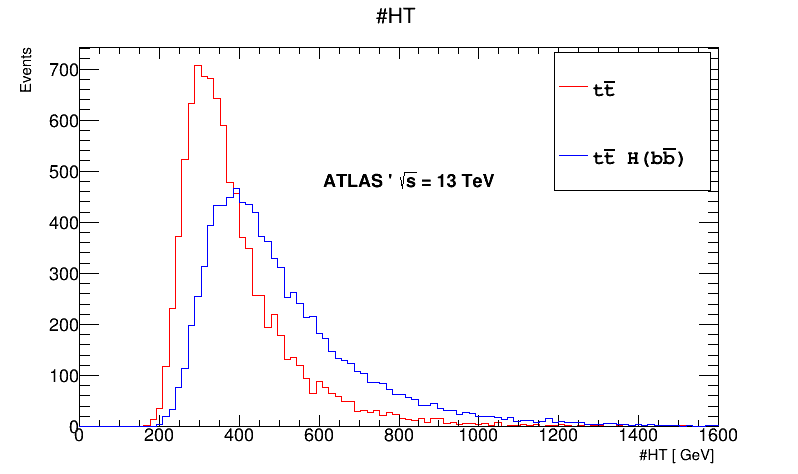 #HT
Events
700
600
500
400
300
200
100
0
tt̅
tt̅ H(bb̅)
ATLAS ' √s = 13 TeV
0 200 400 600 800 1000 1200 1400 1600
#HT [ GeV]